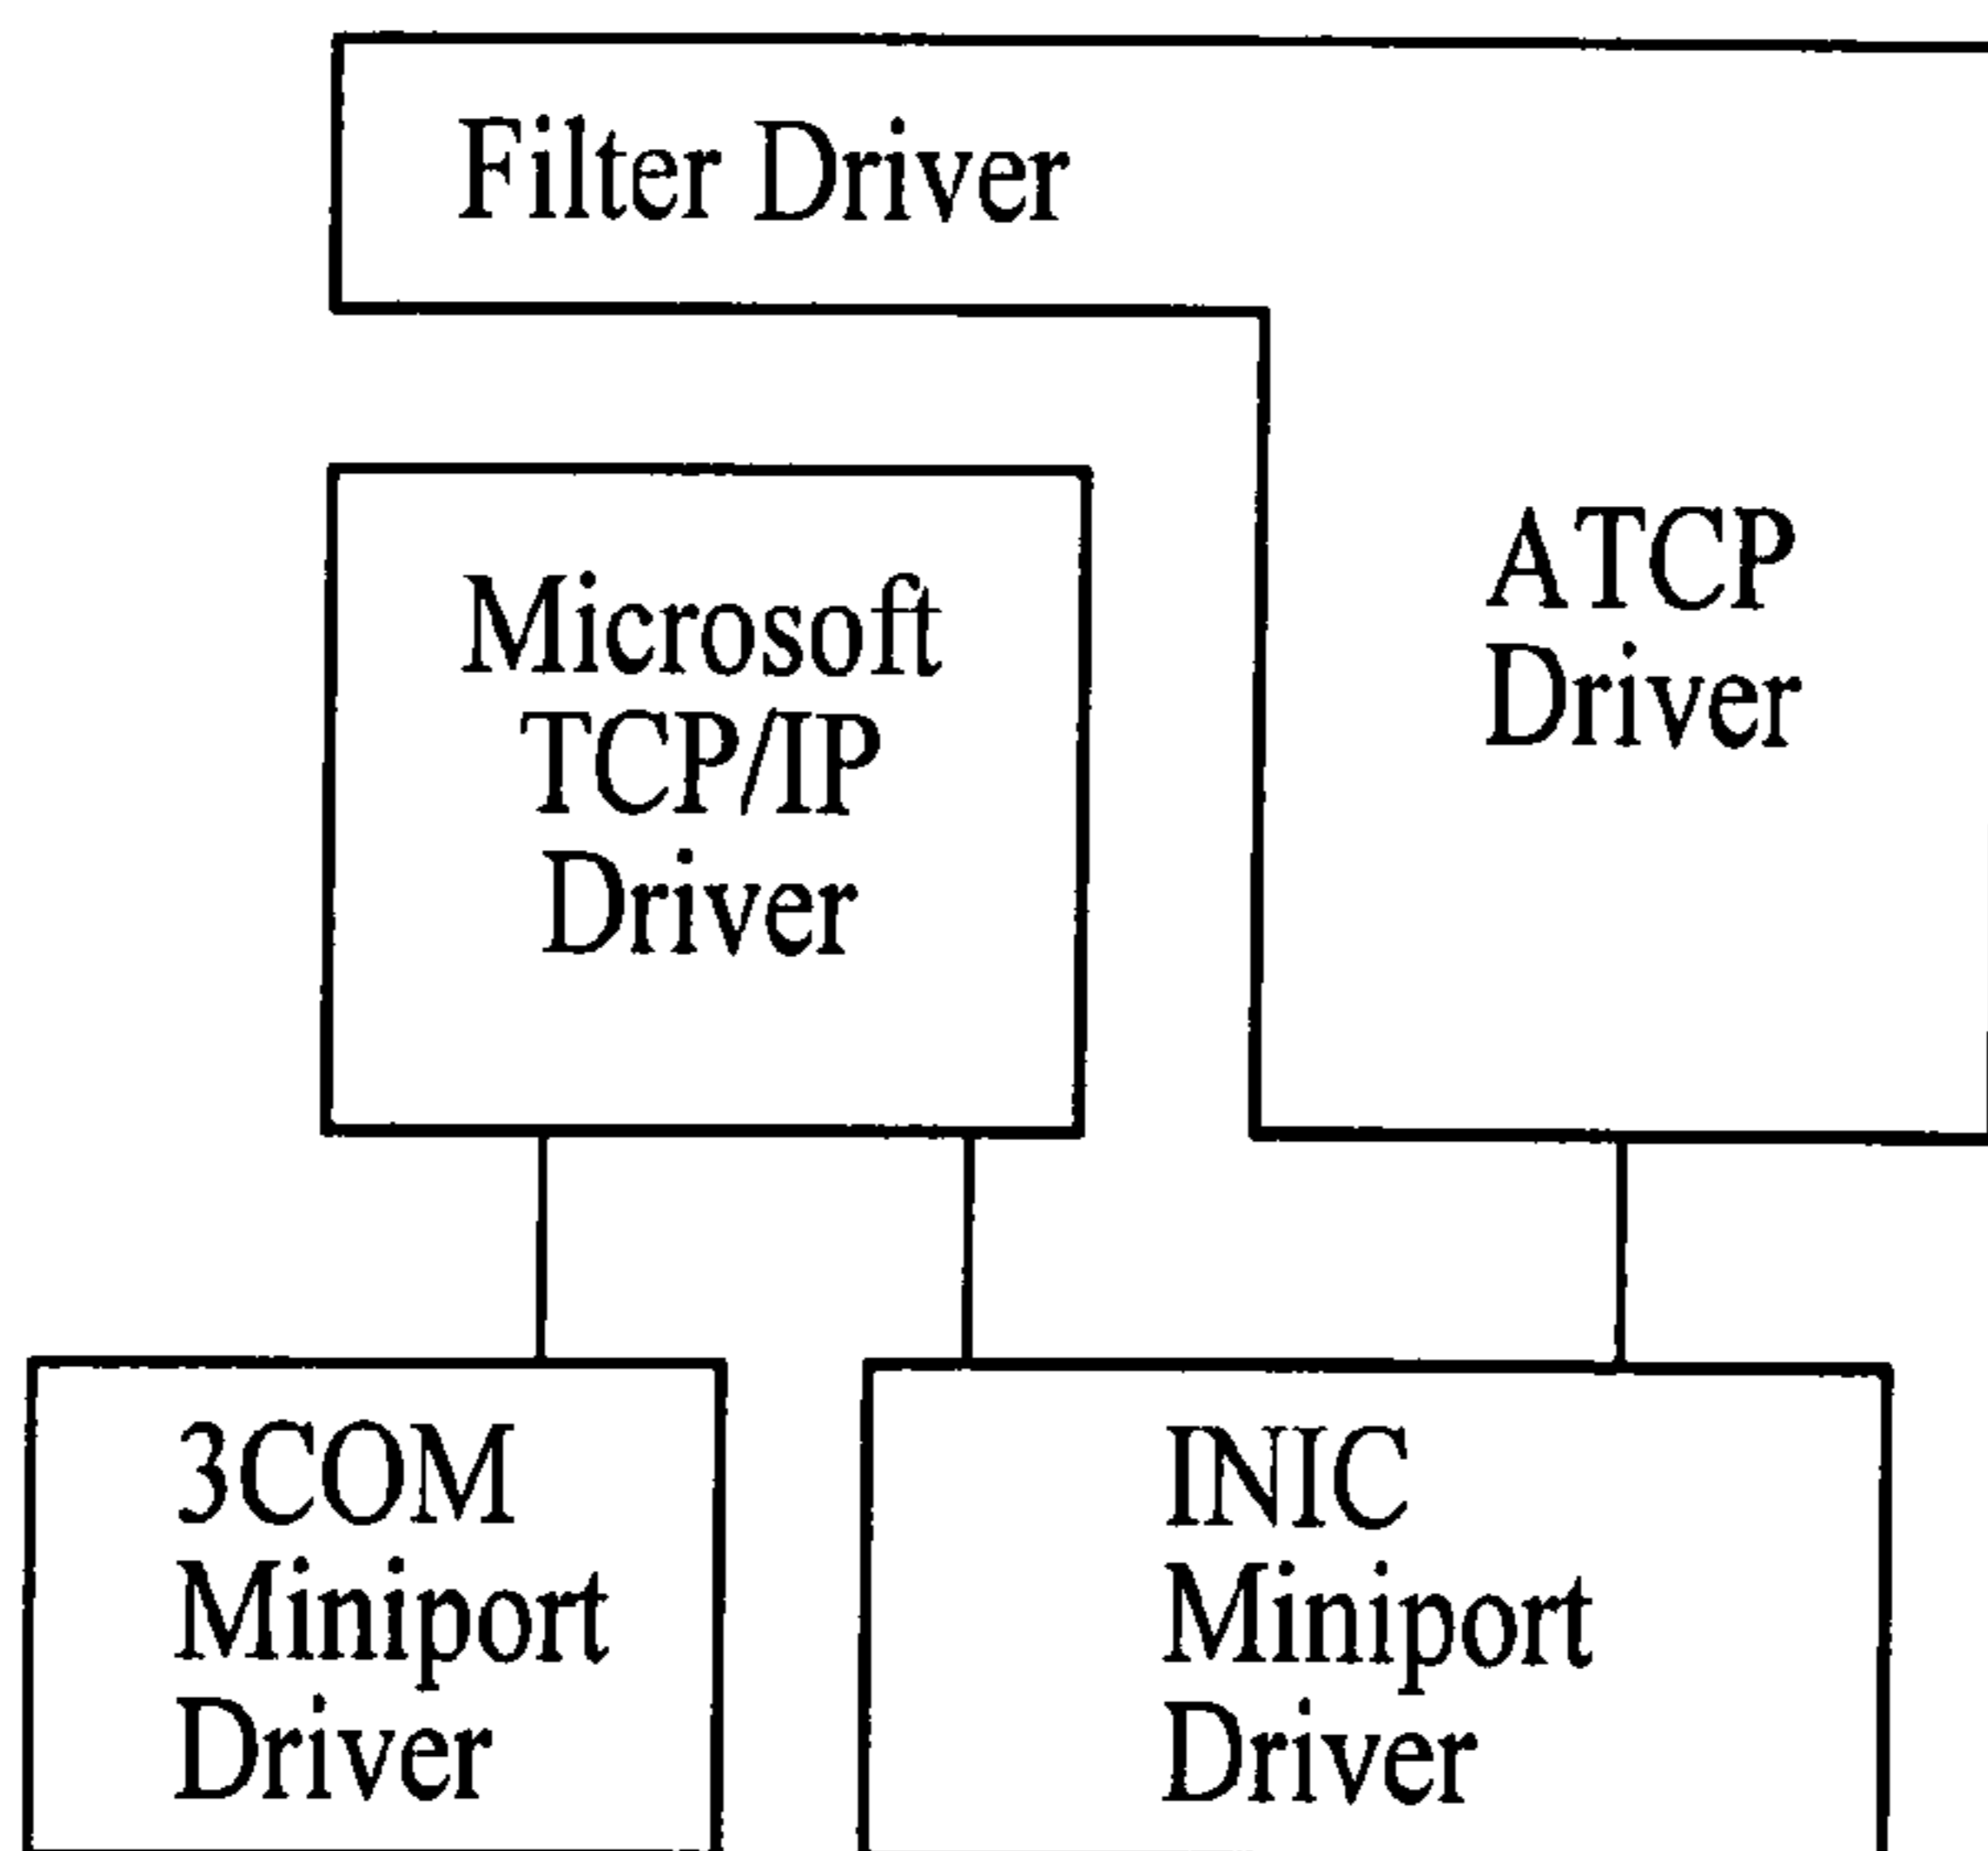 Filter Driver
ATCP
Driver
Microsoft
TCP/IP
Driver
3COM
Miniport
Driver
INIC
Miniport
Driver